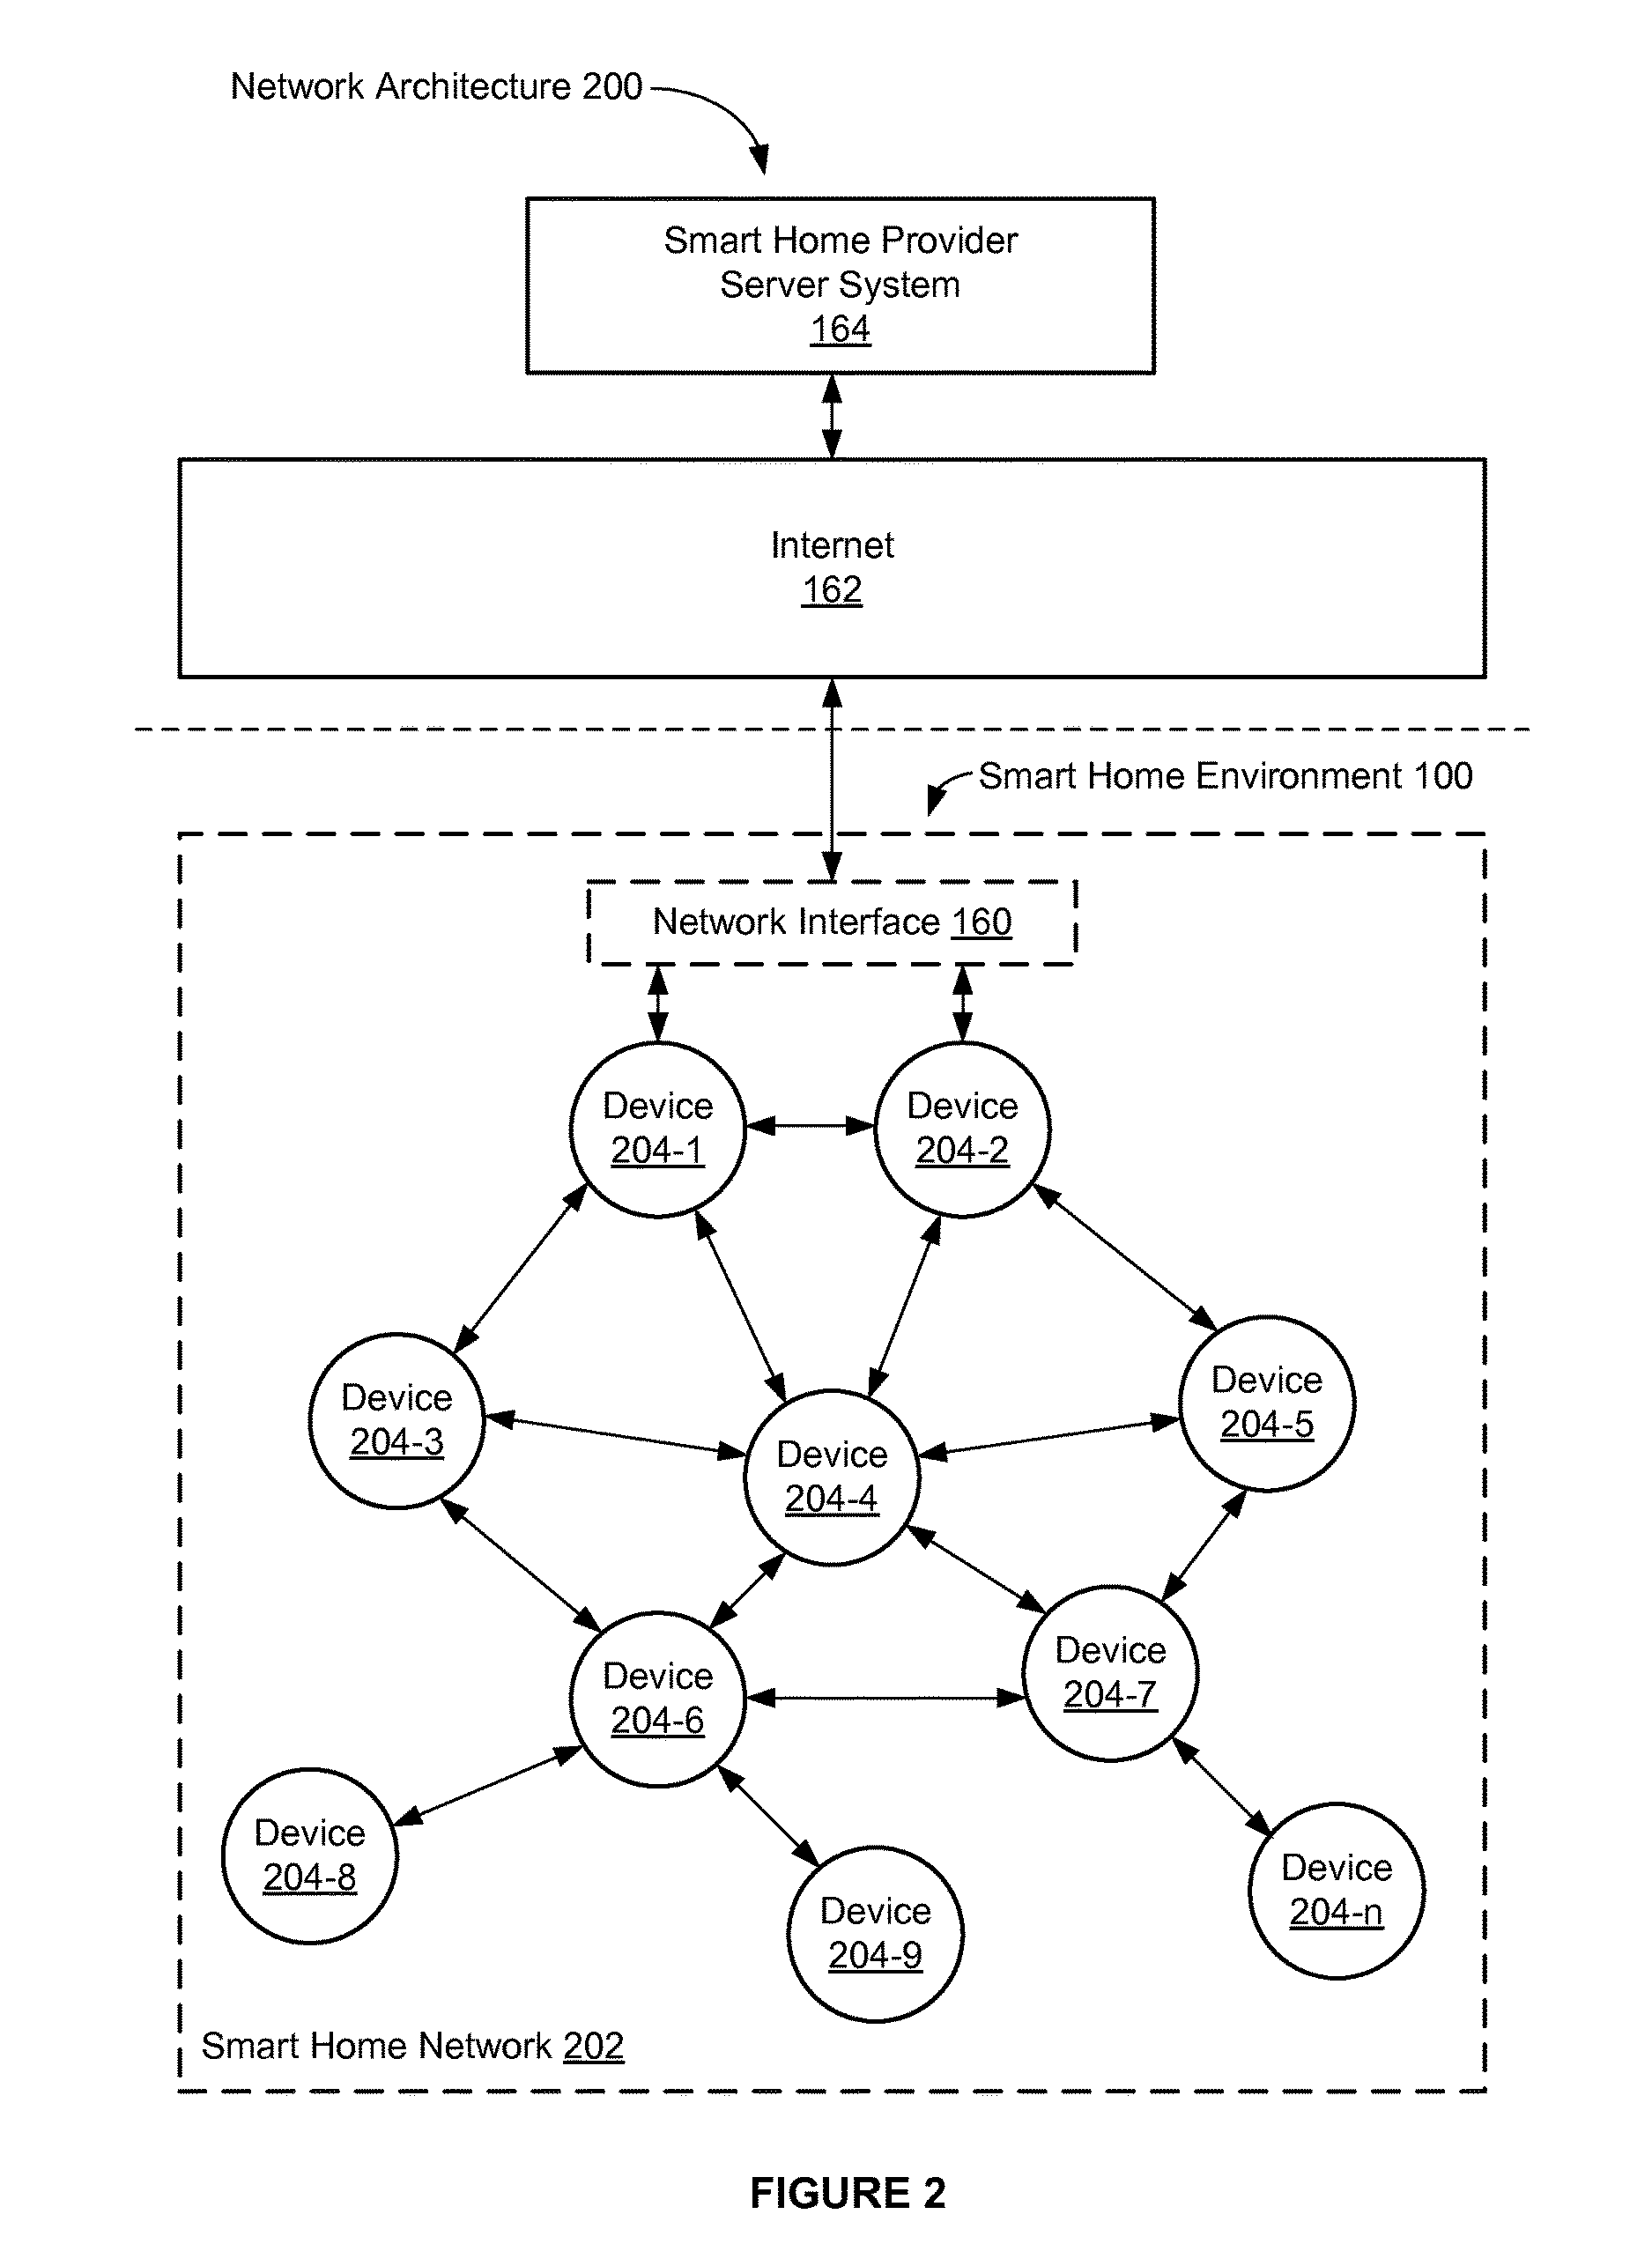 Network Architecture 200
Smart Home Provider
Server System
164
Internet
162
Smart Home Environment 100
Network Interface 160
Device
204-1
Device
204-2
Device
204-3
Device
204-4
Device
204-5
Device
204-6
Device
204-7
Device
204-8
Device
204-9
Device
204-n
Smart Home Network 202
FIGURE 2